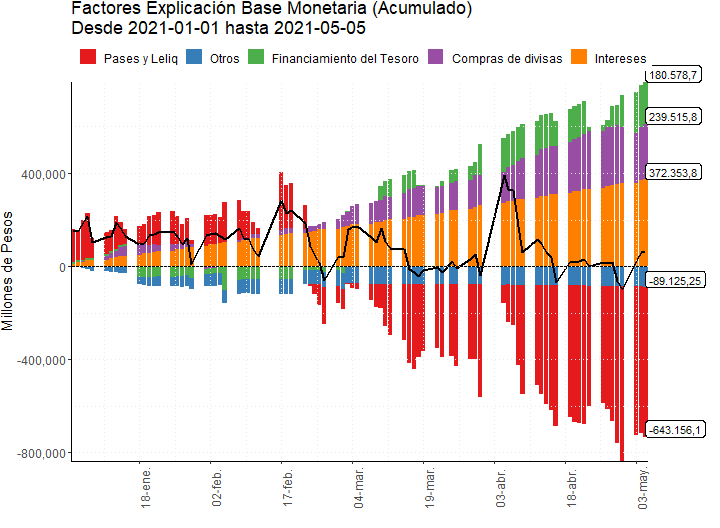 Factores Explicación Base Monetaria (Acumulado)
Desde 2021-01-01 hasta 2021-05-05
Pases y Leliq Otros Financiamiento del Tesoro Compras de divisas Intereses
180.578,7
239.515,8
400,000
372.353,8
Millones de Pesos
0
-89.125,25
-400,000
-643.156,1
-800,000
18-ene.
02-feb.
17-feb.
04-mar.
19-mar.
03-abr.
18-abr.
03-may.